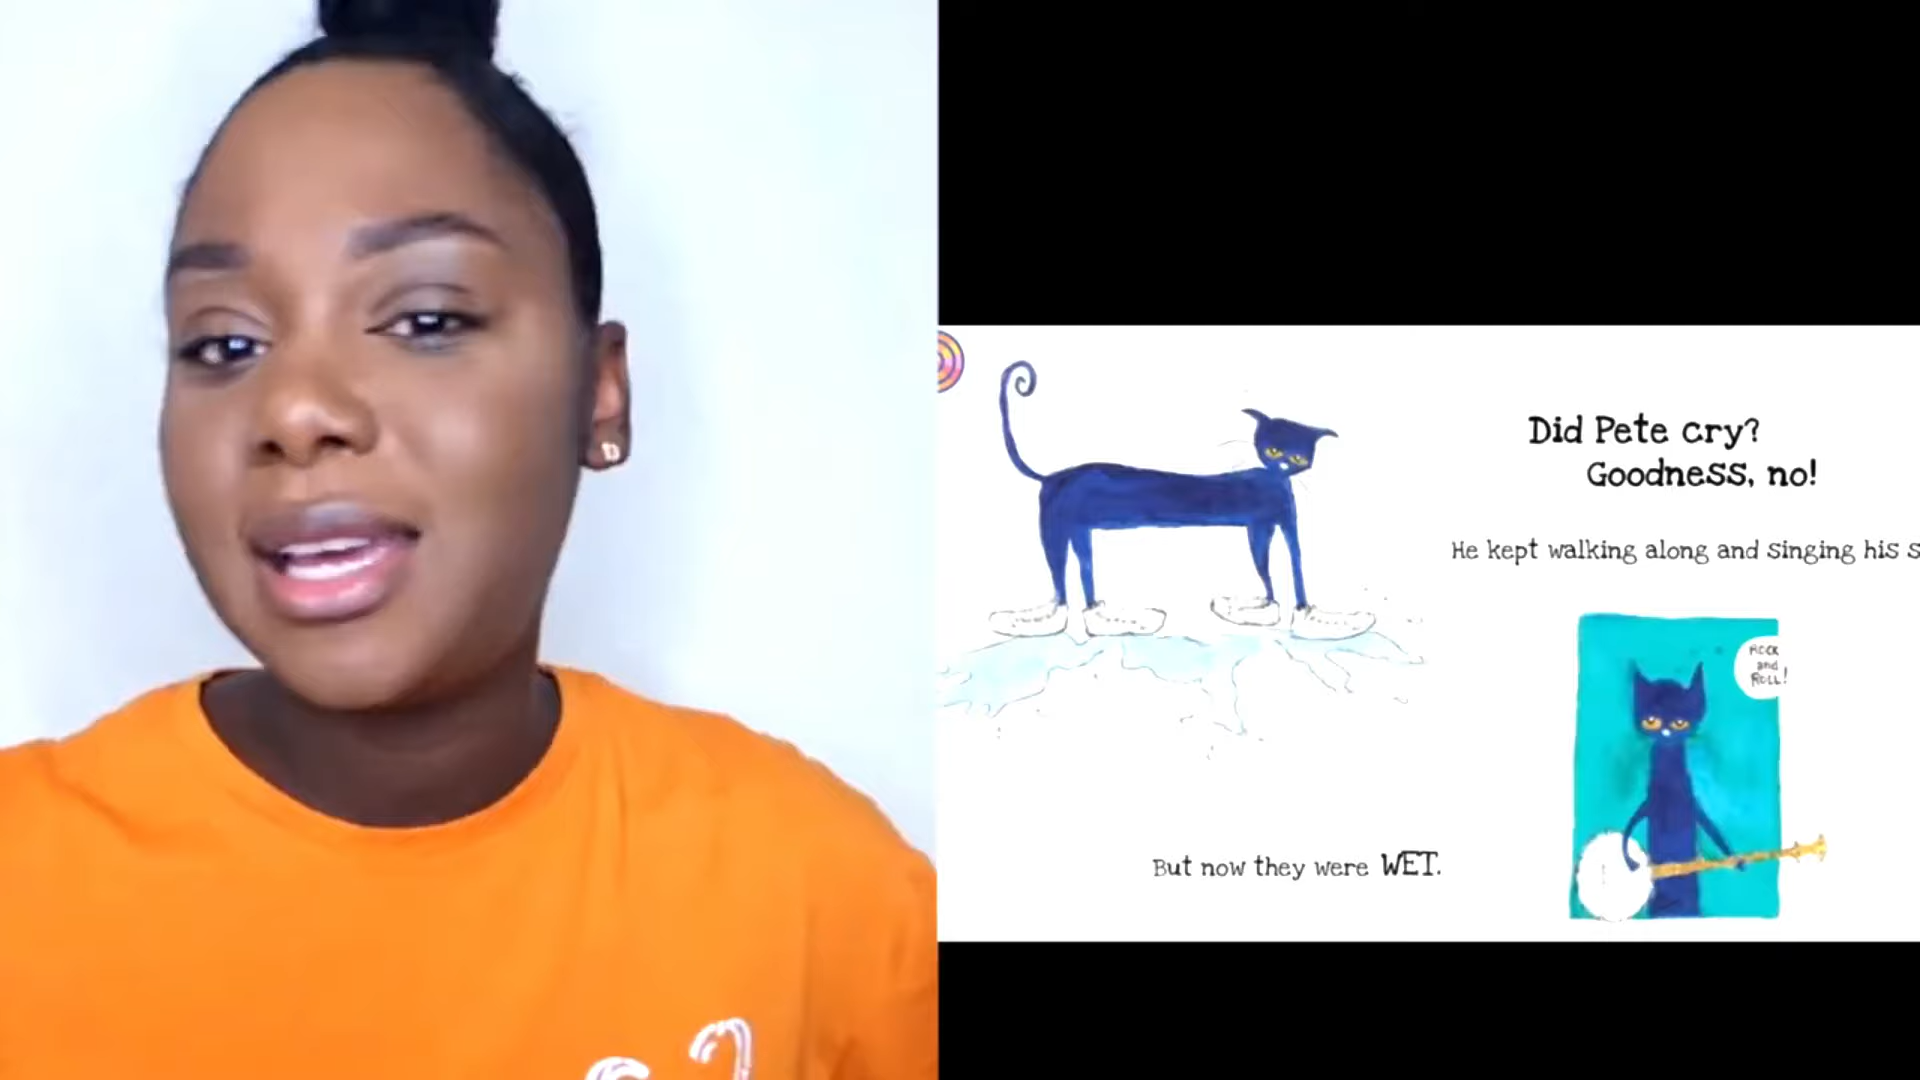 Did Pete cry?
Goodness, no!
He kept walking along and singing his s
ROCK
and
ROLL!
But now they were WET.